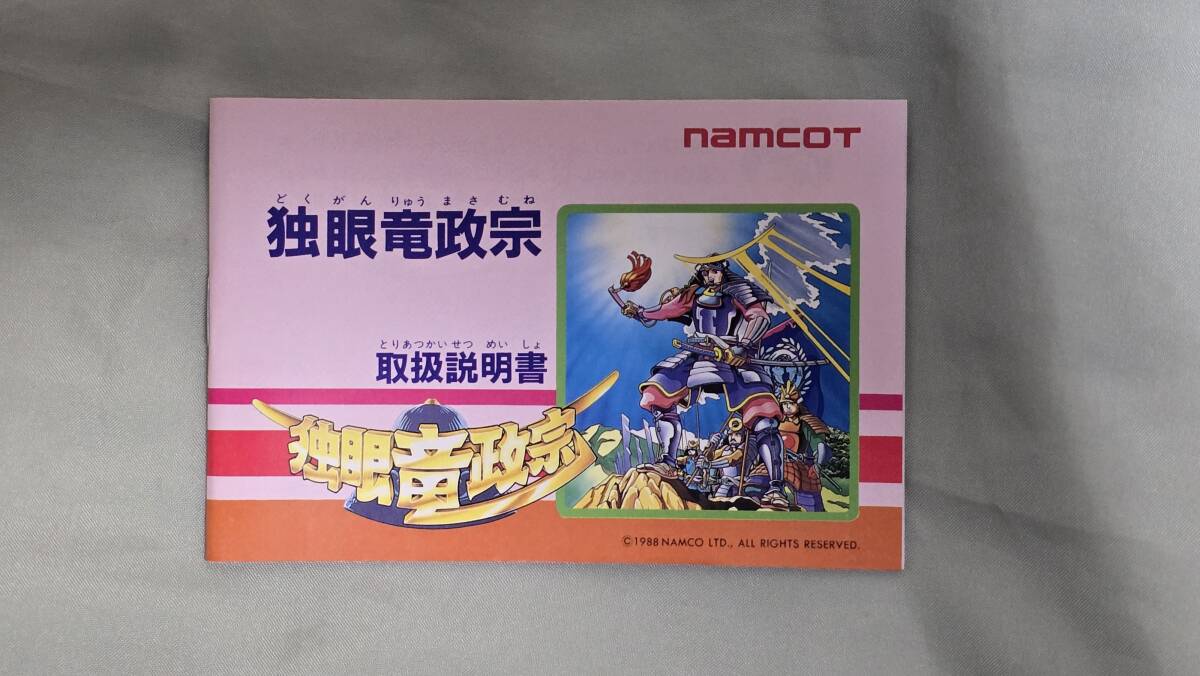 namcoT
どくがんりゅうまさむね
独眼竜政宗
とりあつかいせつめいしょ
取扱説明書
独眼竜政宗
©1988 NAMCO LTD., ALL RIGHTS RESERVED.